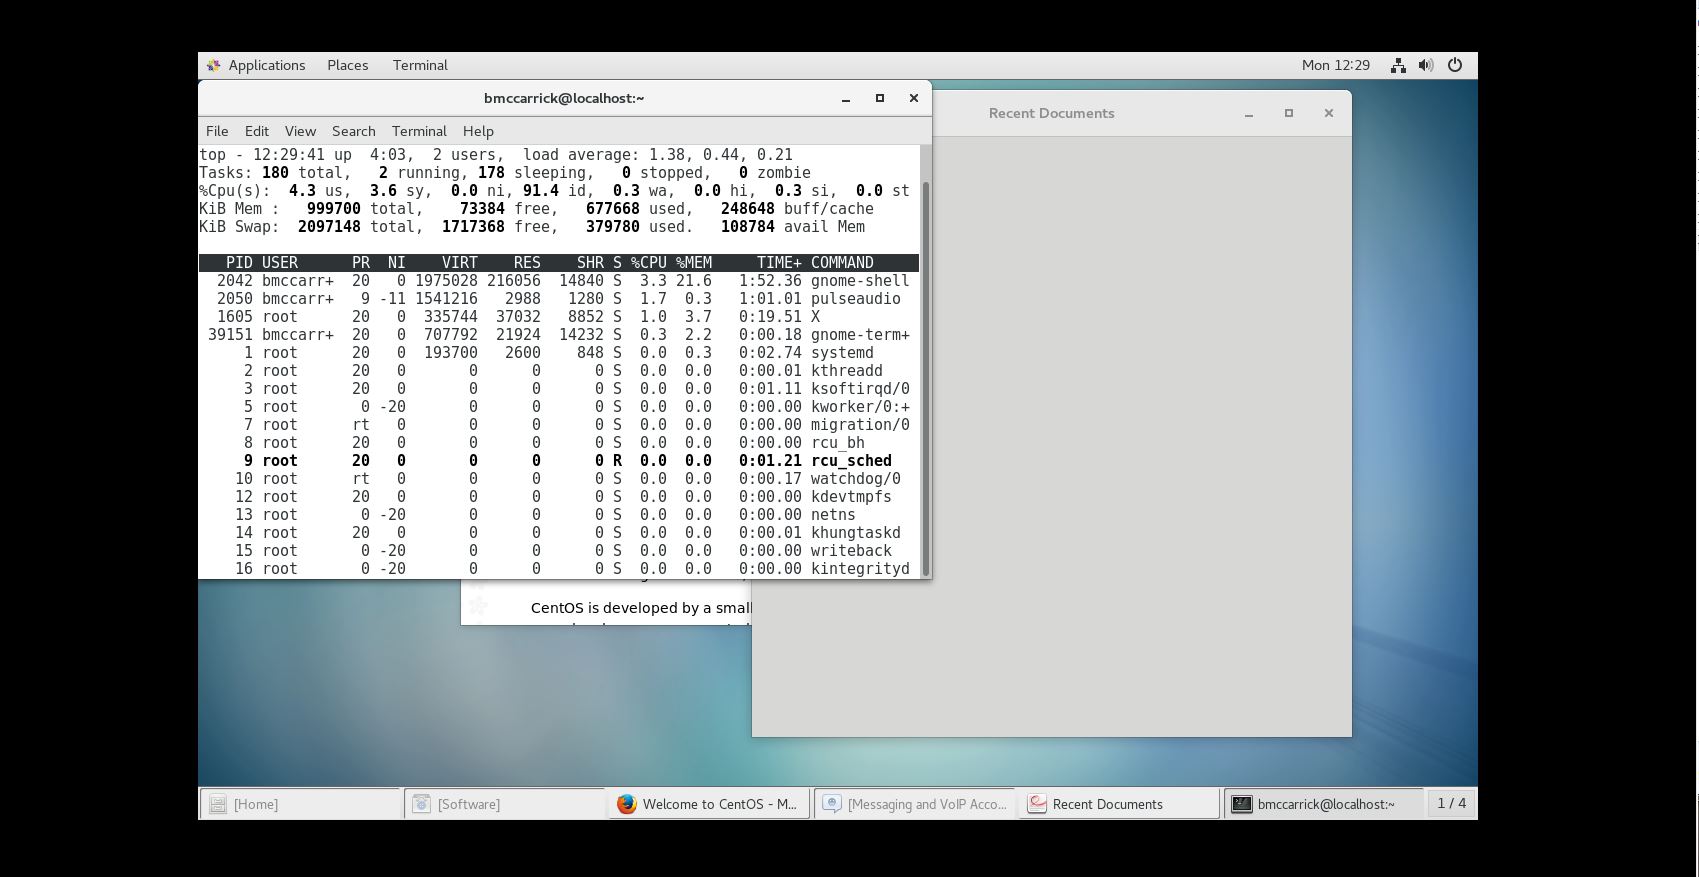 Applications Places Terminal Mon 12:29
bmccarrick@localhost:~
Recent Documents
File Edit View Search Terminal Help
top - 12:29:41 up  4:03,  2 users,  load average: 1.38, 0.44, 0.21
Tasks: 180 total,   2 running, 178 sleeping,   0 stopped,   0 zombie
%Cpu(s):  4.3 us,  3.6 sy,  0.0 ni, 91.4 id,  0.3 wa,  0.0 hi,  0.3 si,  0.0 st
KiB Mem :   999700 total,    73384 free,   677668 used,   248648 buff/cache
KiB Swap:  2097148 total,  1717368 free,   379780 used.   108784 avail Mem
PID USER PR NI VIRT RES SHR S %CPU %MEM TIME+ COMMAND
2042 bmccarr+ 20 0 1975028 216056 14840 S 3.3 21.6 1:52.36 gnome-shell
2050 bmccarr+ 9 -11 1541216 2988 1280 S 1.7 0.3 1:01.01 pulseaudio
1605 root 20 0 335744 37032 8852 S 1.0 3.7 0:19.51 X
39151 bmccarr+ 20 0 707792 21924 14232 S 0.3 2.2 0:00.18 gnome-term+
1 root 20 0 193700 2600 848 S 0.0 0.3 0:02.74 systemd
2 root 20 0 0 0 0 S 0.0 0.0 0:00.01 kthreadd
3 root 20 0 0 0 0 S 0.0 0.0 0:01.11 ksoftirqd/0
5 root 0 -20 0 0 0 S 0.0 0.0 0:00.00 kworker/0:+
7 root rt 0 0 0 0 S 0.0 0.0 0:00.00 migration/0
8 root 20 0 0 0 0 S 0.0 0.0 0:00.00 rcu_bh
9 root 20 0 0 0 0 R 0.0 0.0 0:01.21 rcu_sched
10 root rt 0 0 0 0 S 0.0 0.0 0:00.17 watchdog/0
12 root 20 0 0 0 0 S 0.0 0.0 0:00.00 kdevtmpfs
13 root 0 -20 0 0 0 S 0.0 0.0 0:00.00 netns
14 root 20 0 0 0 0 S 0.0 0.0 0:00.01 khungtaskd
15 root 0 -20 0 0 0 S 0.0 0.0 0:00.00 writeback
16 root 0 -20 0 0 0 S 0.0 0.0 0:00.00 kintegrityd
CentOS is developed by a small
[Home] [Software] Welcome to CentOS - M... [Messaging and VoIP Acco... Recent Documents bmccarrick@localhost:~ 1 / 4